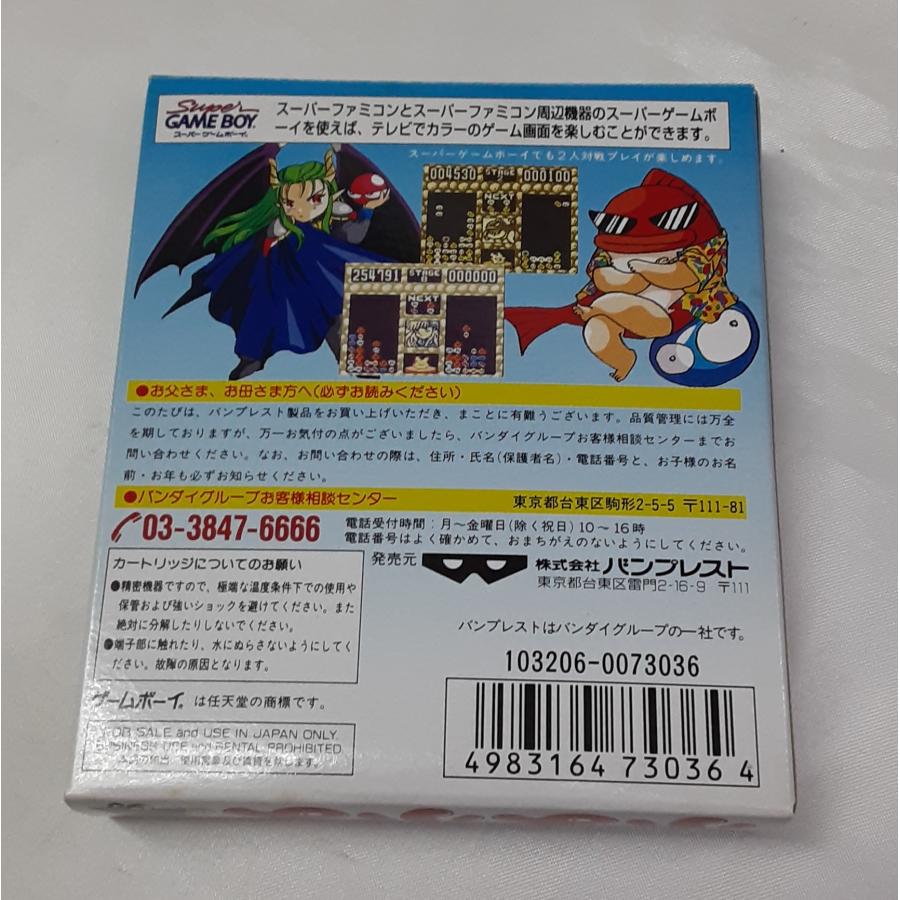 Super
GAME BOY.
スーパーゲームボーイ。
スーパーファミコンとスーパーファミコン周辺機器のスーパーゲームボ
ーイを使えば、テレビでカラーのゲーム画面を楽しむことができます。
スーパーゲームボーイでも2人対戦プレイが楽しめます。
004530 STAGE 000100
NEXT
254791 STAGE 000000
NEXT
●お父さま、お母さま方へ(必ずお読みください)
このたびは、バンプレスト製品をお買い上げいただき、まことに有難うございます。品質管理には万全
を期しておりますが、万一お気付の点がございましたら、バンダイグループお客様相談センターまでお
問い合わせください。なお、お問い合わせの際は、住所・氏名(保護者名)・電話番号と、お子様のお名
前・お年も必ずお知らせください。
●バンダイグループお客様相談センター 東京都台東区駒形2-5-5 〒111-81
03-3847-6666
電話受付時間:月〜金曜日(除く祝日)10〜16時
電話番号はよく確かめて、おまちがえのないようにしてください。
カートリッジについてのお願い
●精密機器ですので、極端な温度条件下での使用や
保管および強いショックを避けてください。また
絶対に分解したりしないでください。
●端子部に触れたり、水にぬらさないようにしてく
ださい。故障の原因となります。
発売元 株式会社 バンプレスト
東京都台東区雷門2-16-9 〒111
バンプレストはバンダイグループの一社です。
103206-0073036
ゲームボーイ。は任天堂の商標です。
FOR SALE and USE IN JAPAN ONLY.
BUSINESS USE and RENTAL PROHIBITED.
4983164 730364